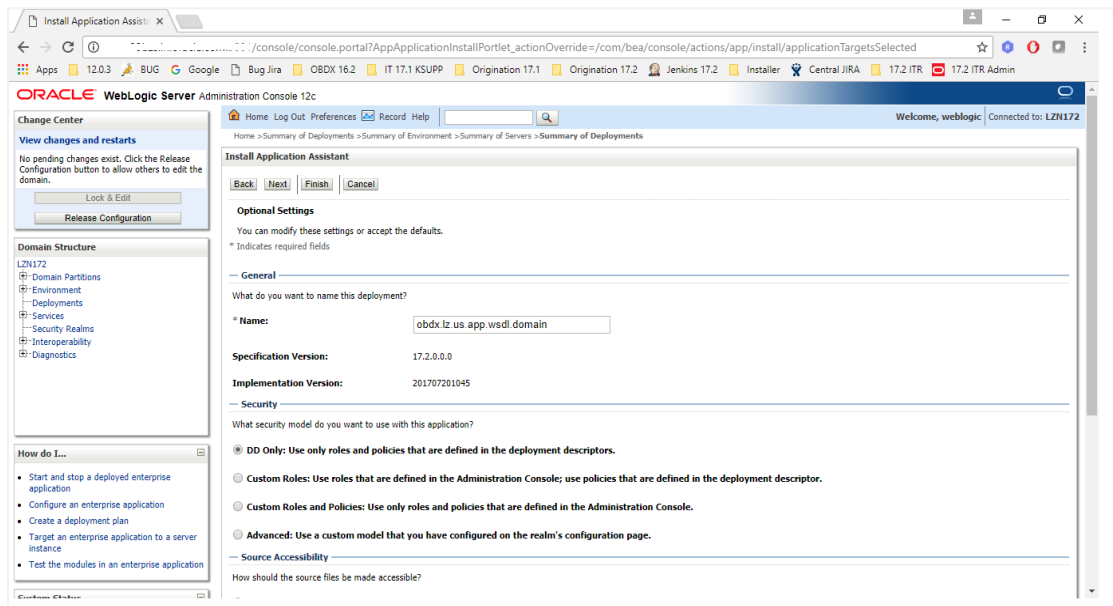 Install Application Assist
/console/console.portal?AppApplicationInstallPortlet_actionOverride=/com/bea/console/actions/app/install/applicationTargetsSelected
Apps 12.0.3 BUG Google Bug Jira OBDX 16.2 IT 17.1 KSUPP Origination 17.1 Origination 17.2 Jenkins 17.2 Installer Central JIRA 17.2 ITR 17.2 ITR Admin
ORACLE WebLogic Server Administration Console 12c
Change Center
View changes and restarts
No pending changes exist. Click the Release
Configuration button to allow others to edit the
domain.
Lock & Edit
Release Configuration
Domain Structure
LZN172
Domain Partitions
Environment
Deployments
Services
Security Realms
Interoperability
Diagnostics
How do I...
Start and stop a deployed enterprise
application
Configure an enterprise application
Create a deployment plan
Target an enterprise application to a server
instance
Test the modules in an enterprise application
System Status
Home Log Out Preferences Record Help
Welcome, weblogic Connected to: LZN172
Home >Summary of Deployments >Summary of Environment >Summary of Servers >Summary of Deployments
Install Application Assistant
Back Next Finish Cancel
Optional Settings
You can modify these settings or accept the defaults.
* Indicates required fields
General
What do you want to name this deployment?
* Name: obdx.lz.us.app.wsdl.domain
Specification Version: 17.2.0.0.0
Implementation Version: 201707201045
Security
What security model do you want to use with this application?
DD Only: Use only roles and policies that are defined in the deployment descriptors.
Custom Roles: Use roles that are defined in the Administration Console; use policies that are defined in the deployment descriptor.
Custom Roles and Policies: Use only roles and policies that are defined in the Administration Console.
Advanced: Use a custom model that you have configured on the realm's configuration page.
Source Accessibility
How should the source files be made accessible?